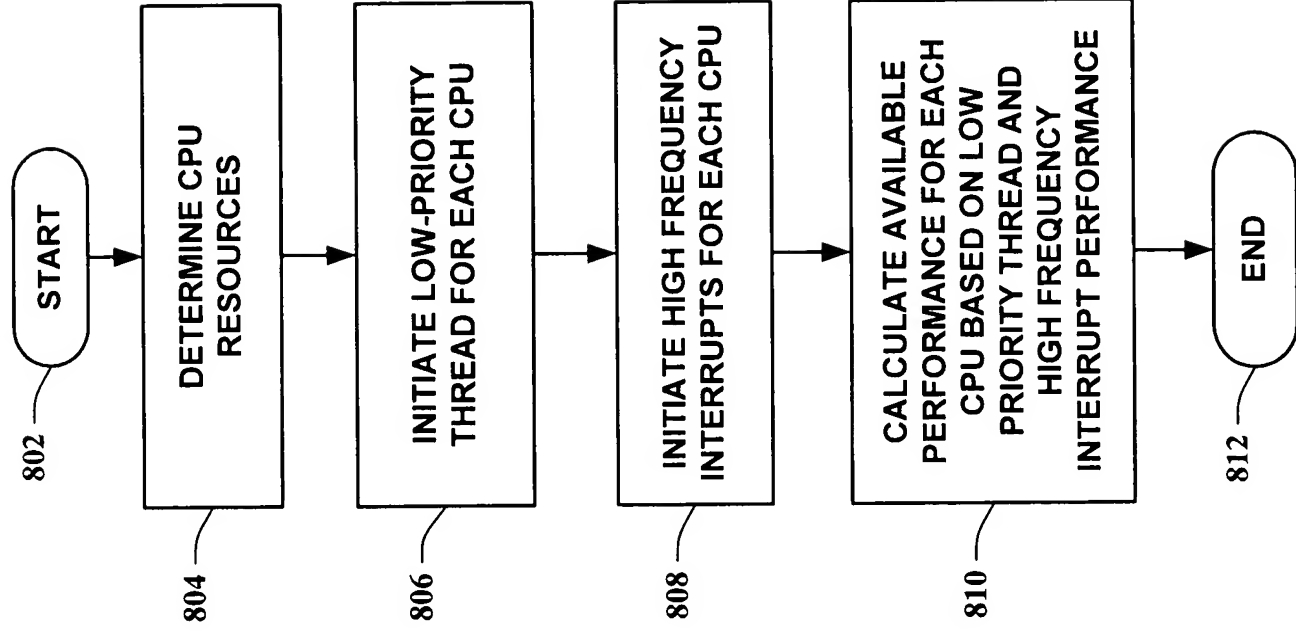 START
802
DETERMINE CPU
RESOURCES
804
INITIATE LOW-PRIORITY
THREAD FOR EACH CPU
806
INITIATE HIGH FREQUENCY
INTERRUPTS FOR EACH CPU
808
CALCULATE AVAILABLE
PERFORMANCE FOR EACH
CPU BASED ON LOW
PRIORITY THREAD AND
HIGH FREQUENCY
INTERRUPT PERFORMANCE
810
END
812